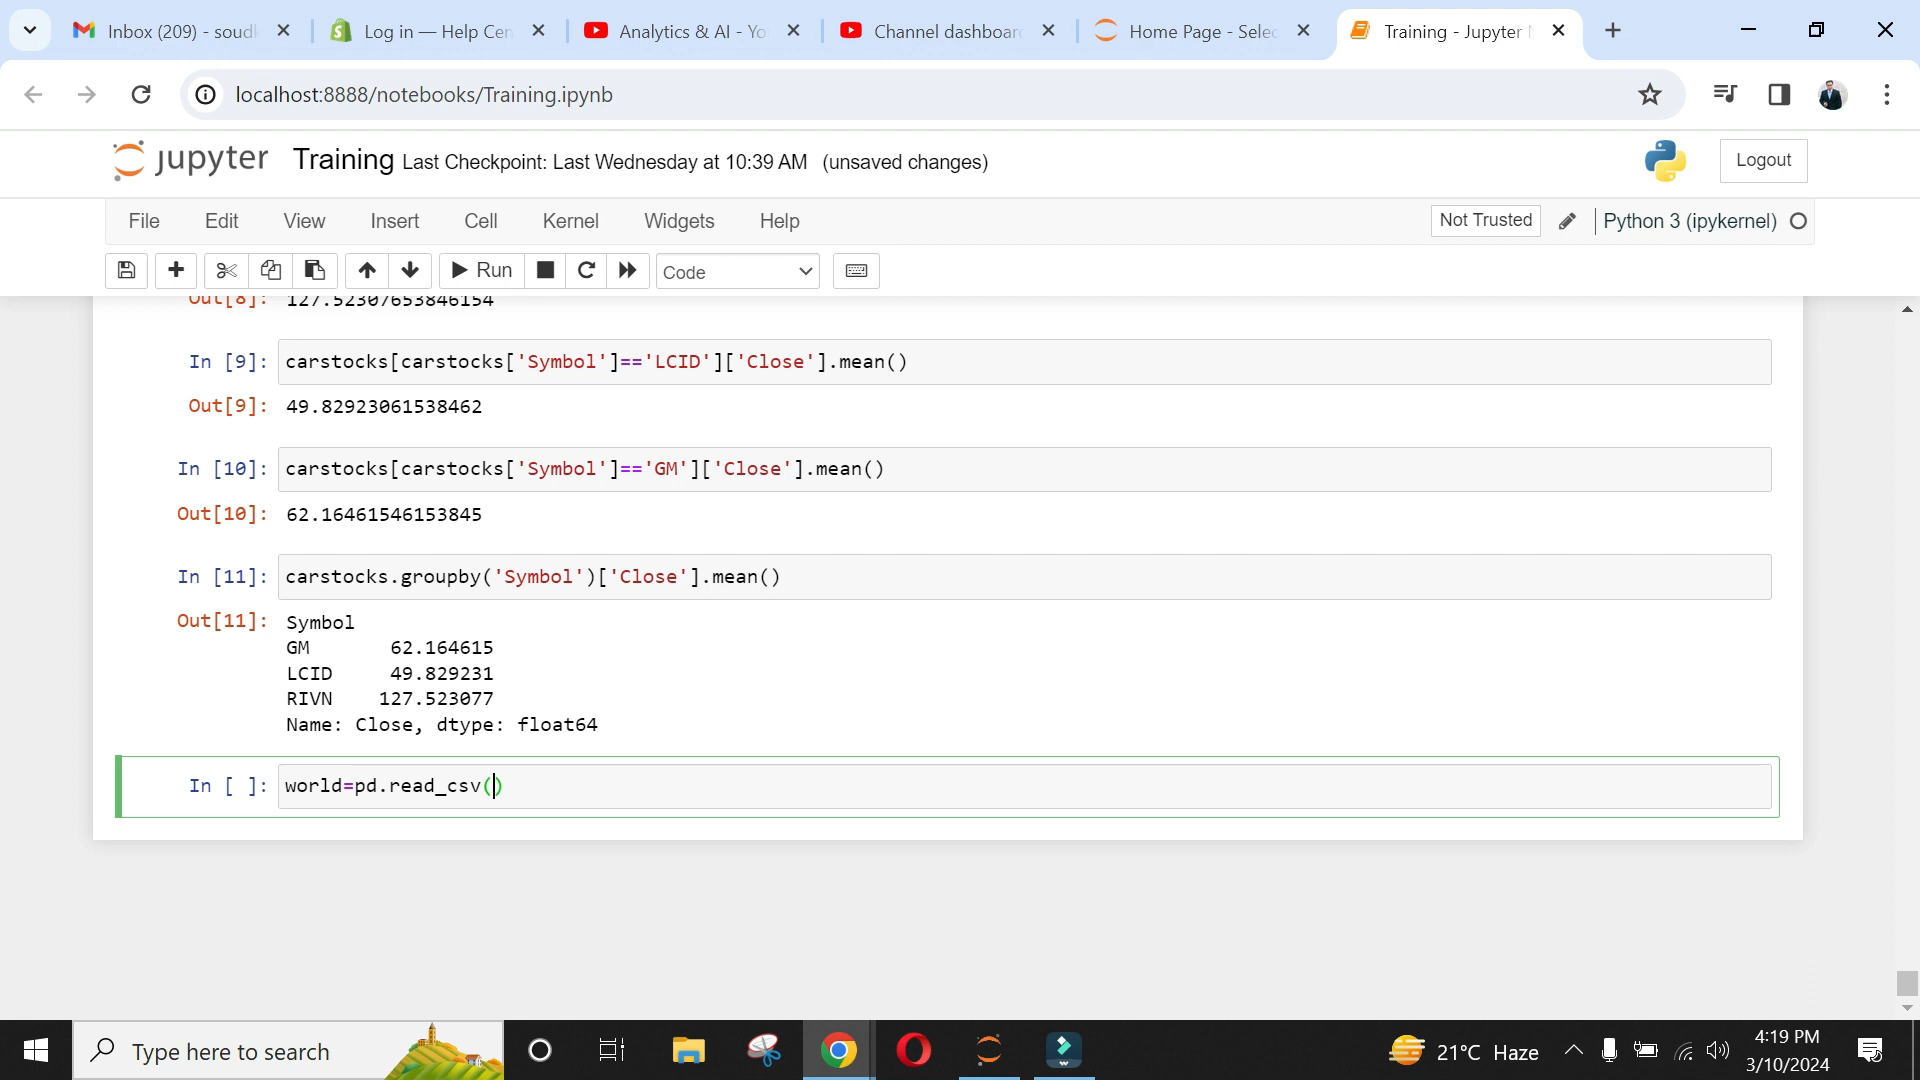 Inbox (209) - soud
Log in — Help Cen
Analytics & AI - Yo
Channel dashboar
Home Page - Selec
Training - Jupyter N
localhost:8888/notebooks/Training.ipynb
jupyter Training Last Checkpoint: Last Wednesday at 10:39 AM (unsaved changes)
Logout
File Edit View Insert Cell Kernel Widgets Help
Not Trusted
Python 3 (ipykernel)
Run
Code
Out[8]: 127.52307653846154
In [9]: carstocks[carstocks['Symbol']=='LCID']['Close'].mean()
Out[9]: 49.82923061538462
In [10]: carstocks[carstocks['Symbol']=='GM']['Close'].mean()
Out[10]: 62.16461546153845
In [11]: carstocks.groupby('Symbol')['Close'].mean()
Out[11]: Symbol
GM 62.164615
LCID 49.829231
RIVN 127.523077
Name: Close, dtype: float64
In [ ]: world=pd.read_csv()
Type here to search
21°C Haze
4:19 PM
3/10/2024